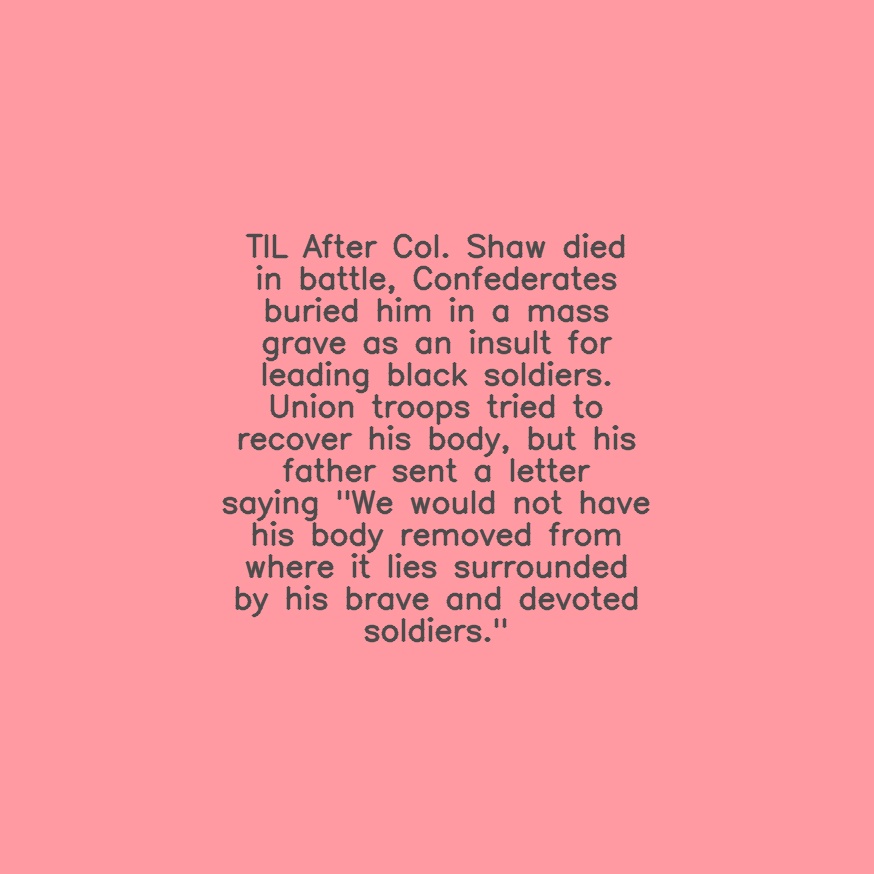 TIL After Col. Shaw died
in battle, Confederates
buried him in a mass
grave as an insult for
leading black soldiers.
Union troops tried to
recover his body, but his
father sent a letter
saying "We would not have
his body removed from
where it lies surrounded
by his brave and devoted
soldiers."